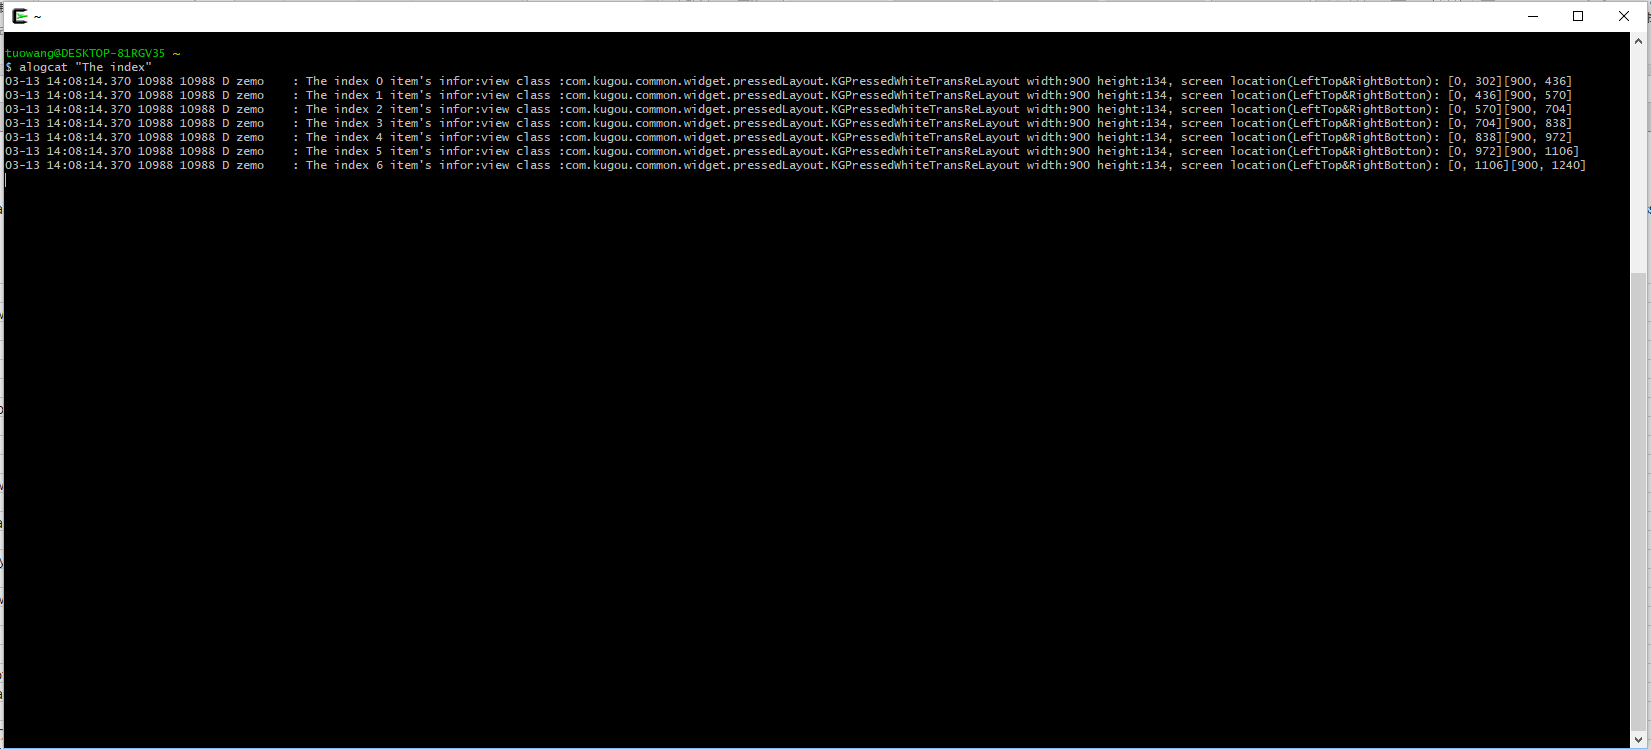 ~
tuowang@DESKTOP-81RGV35 ~
$ alogcat "The index"
03-13 14:08:14.370 10988 10988 D zemo    : The index 0 item's infor:view class :com.kugou.common.widget.pressedLayout.KGPressedWhiteTransReLayout width:900 height:134, screen location(LeftTop&RightBotton): [0, 302][900, 436]
03-13 14:08:14.370 10988 10988 D zemo    : The index 1 item's infor:view class :com.kugou.common.widget.pressedLayout.KGPressedWhiteTransReLayout width:900 height:134, screen location(LeftTop&RightBotton): [0, 436][900, 570]
03-13 14:08:14.370 10988 10988 D zemo    : The index 2 item's infor:view class :com.kugou.common.widget.pressedLayout.KGPressedWhiteTransReLayout width:900 height:134, screen location(LeftTop&RightBotton): [0, 570][900, 704]
03-13 14:08:14.370 10988 10988 D zemo    : The index 3 item's infor:view class :com.kugou.common.widget.pressedLayout.KGPressedWhiteTransReLayout width:900 height:134, screen location(LeftTop&RightBotton): [0, 704][900, 838]
03-13 14:08:14.370 10988 10988 D zemo    : The index 4 item's infor:view class :com.kugou.common.widget.pressedLayout.KGPressedWhiteTransReLayout width:900 height:134, screen location(LeftTop&RightBotton): [0, 838][900, 972]
03-13 14:08:14.370 10988 10988 D zemo    : The index 5 item's infor:view class :com.kugou.common.widget.pressedLayout.KGPressedWhiteTransReLayout width:900 height:134, screen location(LeftTop&RightBotton): [0, 972][900, 1106]
03-13 14:08:14.370 10988 10988 D zemo    : The index 6 item's infor:view class :com.kugou.common.widget.pressedLayout.KGPressedWhiteTransReLayout width:900 height:134, screen location(LeftTop&RightBotton): [0, 1106][900, 1240]